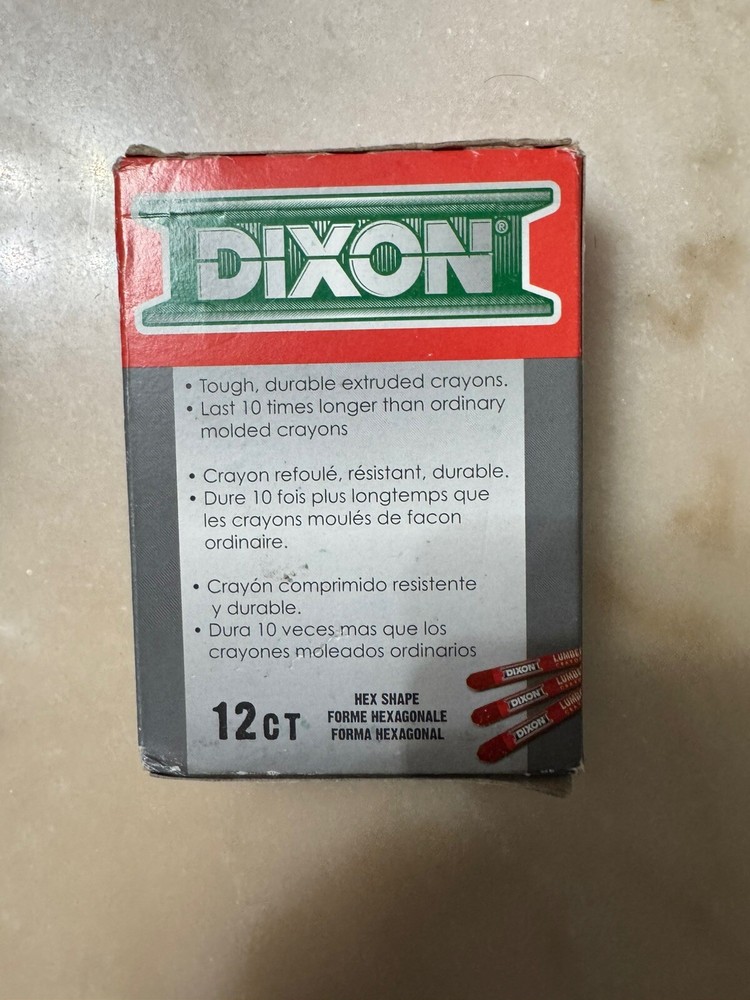 DIXON®
• Tough, durable extruded crayons.
• Last 10 times longer than ordinary
molded crayons
• Crayon refoulé, résistant, durable.
• Dure 10 fois plus longtemps que
les crayons moulés de facon
ordinaire.
• Crayón comprimido resistente
y durable.
• Dura 10 veces mas que los
crayones moleados ordinarios
12CT
HEX SHAPE
FORME HEXAGONALE
FORMA HEXAGONAL
DIXON
DIXON
DIXON